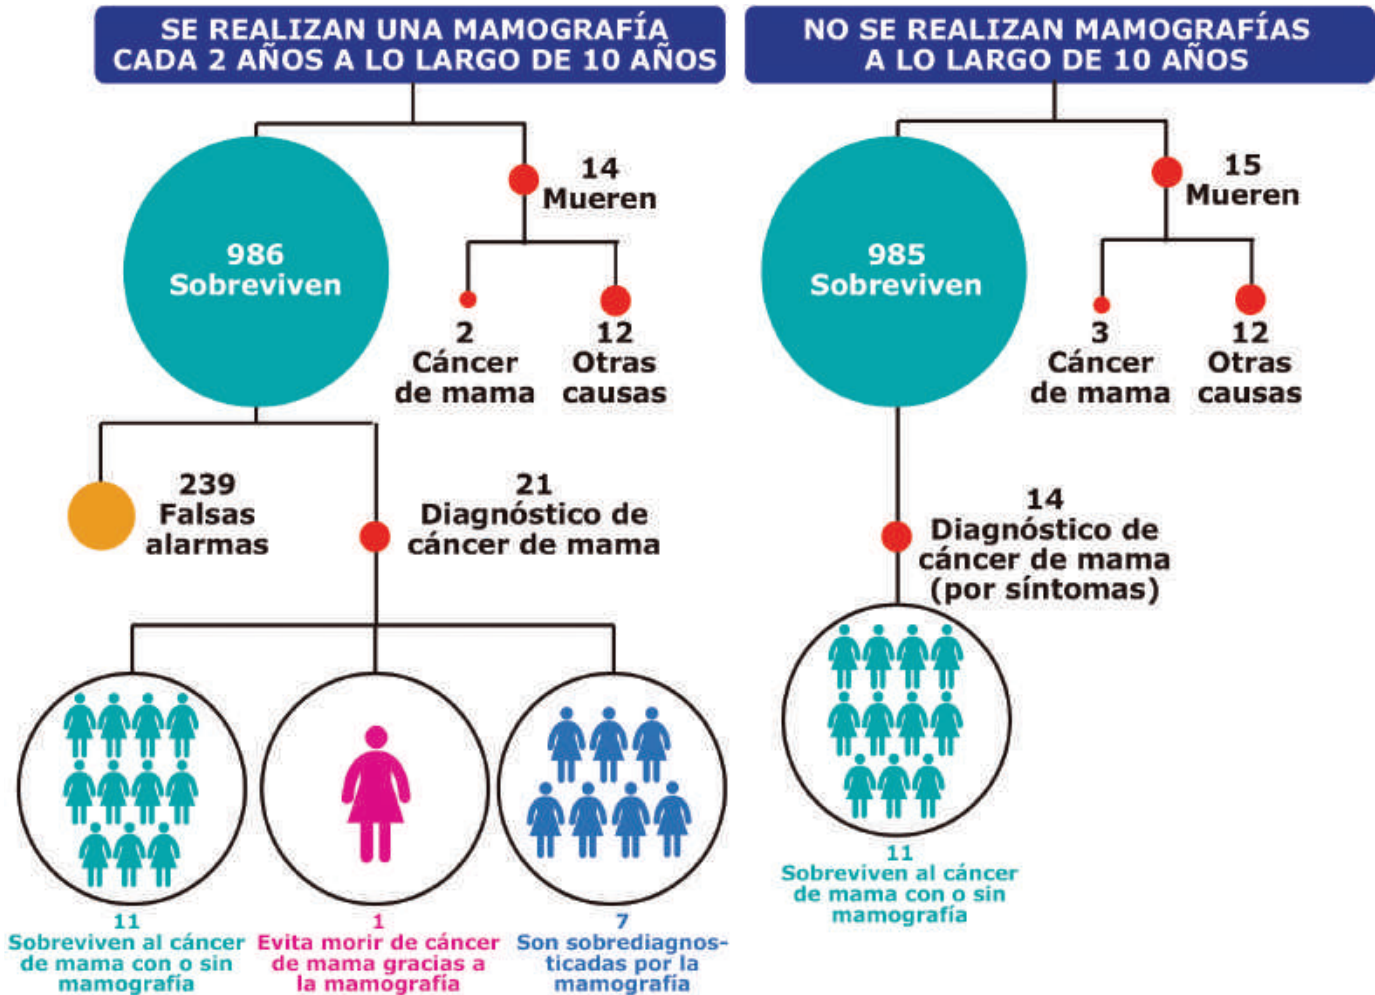 SE REALIZAN UNA MAMOGRAFÍA
CADA 2 AÑOS A LO LARGO DE 10 AÑOS
986
Sobreviven
14
Mueren
2
Cáncer
de mama
12
Otras
causas
239
Falsas
alarmas
21
Diagnóstico de
cáncer de mama
11
Sobreviven al cáncer
de mama con o sin
mamografía
1
Evita morir de cáncer
de mama gracias a
la mamografía
7
Son sobrediagnos-
ticadas por la
mamografía
NO SE REALIZAN MAMOGRAFÍAS
A LO LARGO DE 10 AÑOS
985
Sobreviven
15
Mueren
3
Cáncer
de mama
12
Otras
causas
14
Diagnóstico de
cáncer de mama
(por síntomas)
11
Sobreviven al cáncer
de mama con o sin
mamografía